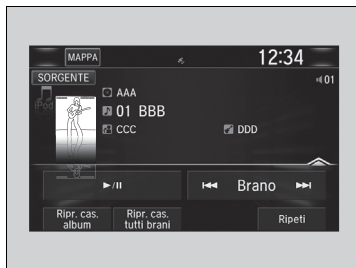 MAPPA
12:34
SORGENTE
01
iPod
AAA
01 BBB
CCC
DDD
Brano
Ripr. cas. album
Ripr. cas. tutti brani
Ripeti